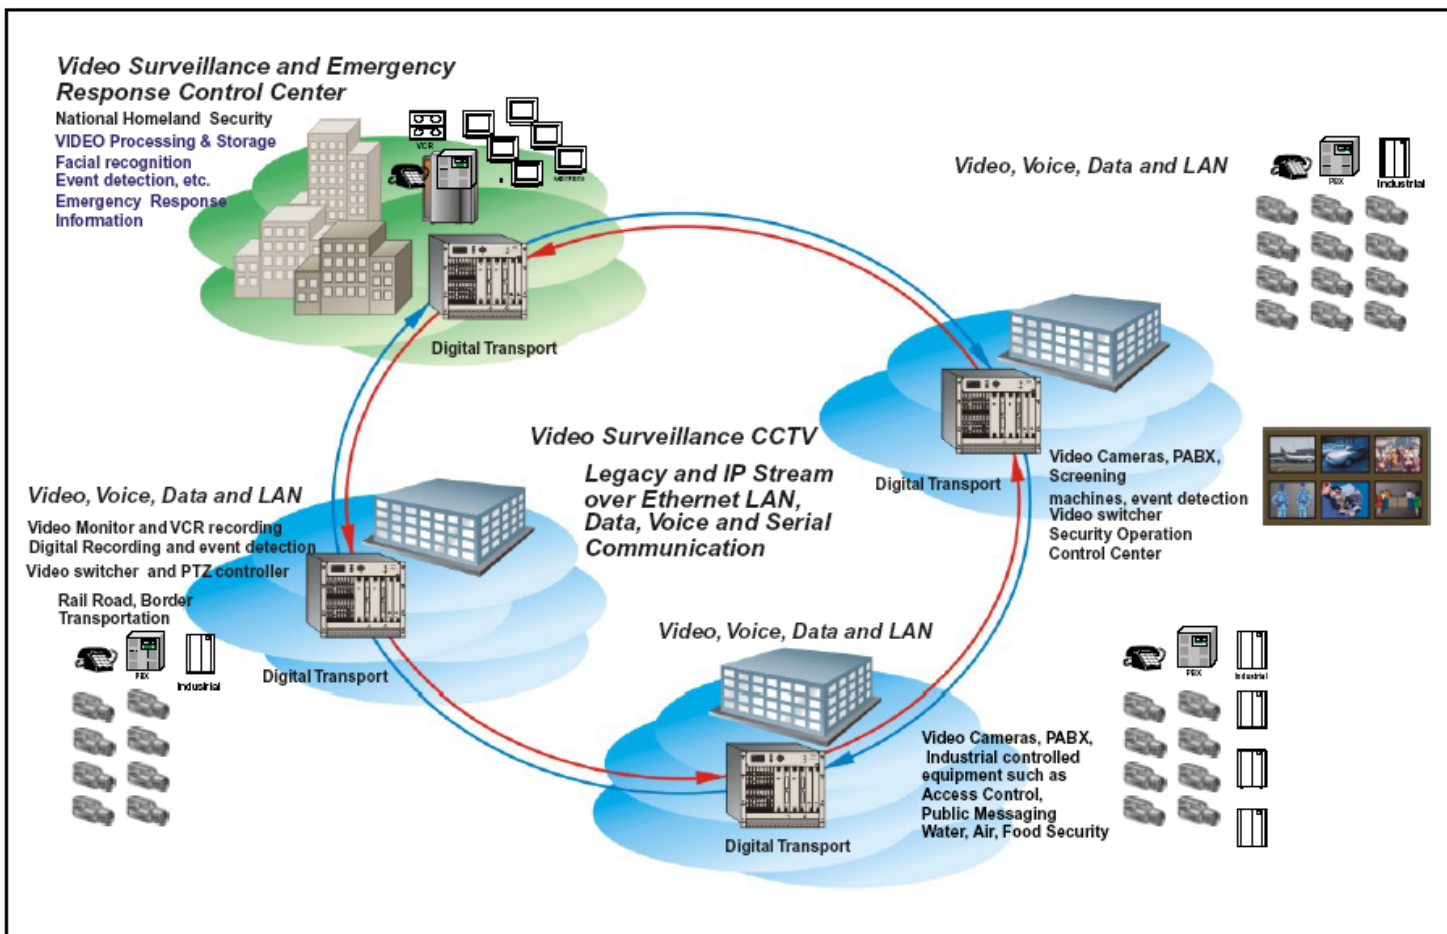 Video Surveillance and Emergency
Response Control Center
National Homeland Security
VIDEO Processing & Storage
Facial recognition
Event detection, etc.
Emergency Response
Information
VCR
Digital Transport
Video, Voice, Data and LAN
PBX
Industrial
Video Surveillance CCTV
Legacy and IP Stream
over Ethernet LAN,
Data, Voice and Serial
Communication
Digital Transport
Video Cameras, PABX,
Screening
machines, event detection
Video switcher
Security Operation
Control Center
Video, Voice, Data and LAN
Video Monitor and VCR recording
Digital Recording and event detection
Video switcher and PTZ controller
Rail Road, Border
Transportation
PBX
Industrial
Digital Transport
Video, Voice, Data and LAN
Digital Transport
Video Cameras, PABX,
Industrial controlled
equipment such as
Access Control,
Public Messaging
Water, Air, Food Security
PBX
Industrial